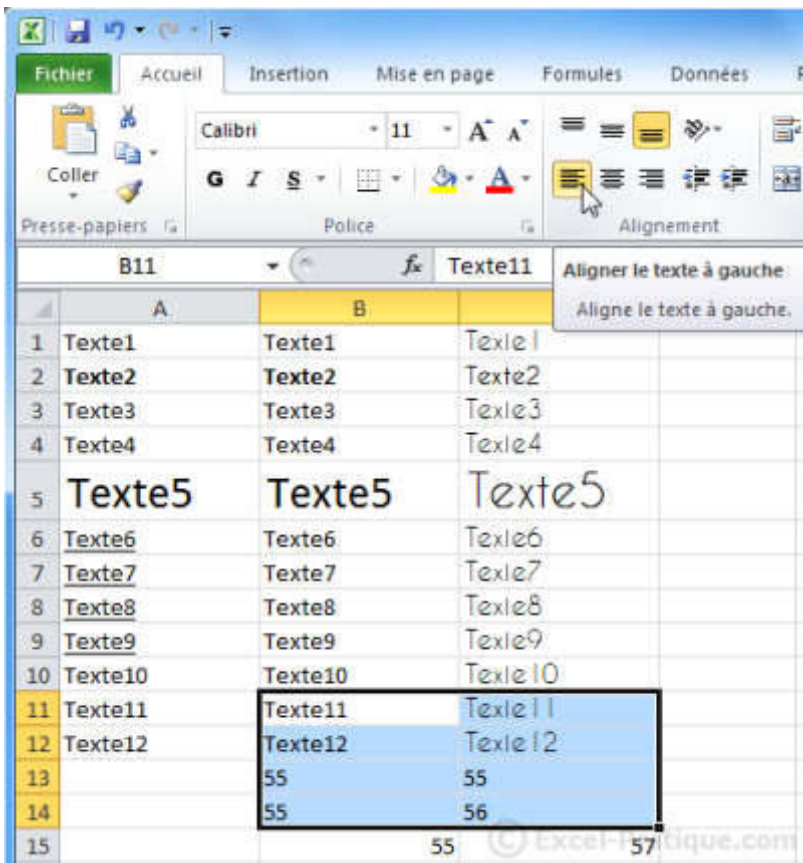 Fichier Accueil Insertion Mise en page Formules Données
Calibri 11 A A
Coller G I S A
Presse-papiers Police Alignement
B11 fx Texte11
Aligner le texte à gauche
Aligne le texte à gauche.
A B
1 Texte1 Texte1 Texte1
2 Texte2 Texte2 Texte2
3 Texte3 Texte3 Texte3
4 Texte4 Texte4 Texte4
5 Texte5 Texte5 Texte5
6 Texte6 Texte6 Texte6
7 Texte7 Texte7 Texte7
8 Texte8 Texte8 Texte8
9 Texte9 Texte9 Texte9
10 Texte10 Texte10 Texte10
11 Texte11 Texte11 Texte11
12 Texte12 Texte12 Texte12
13 55 55
14 55 56
15 55 57
© Excel-Pratique.com